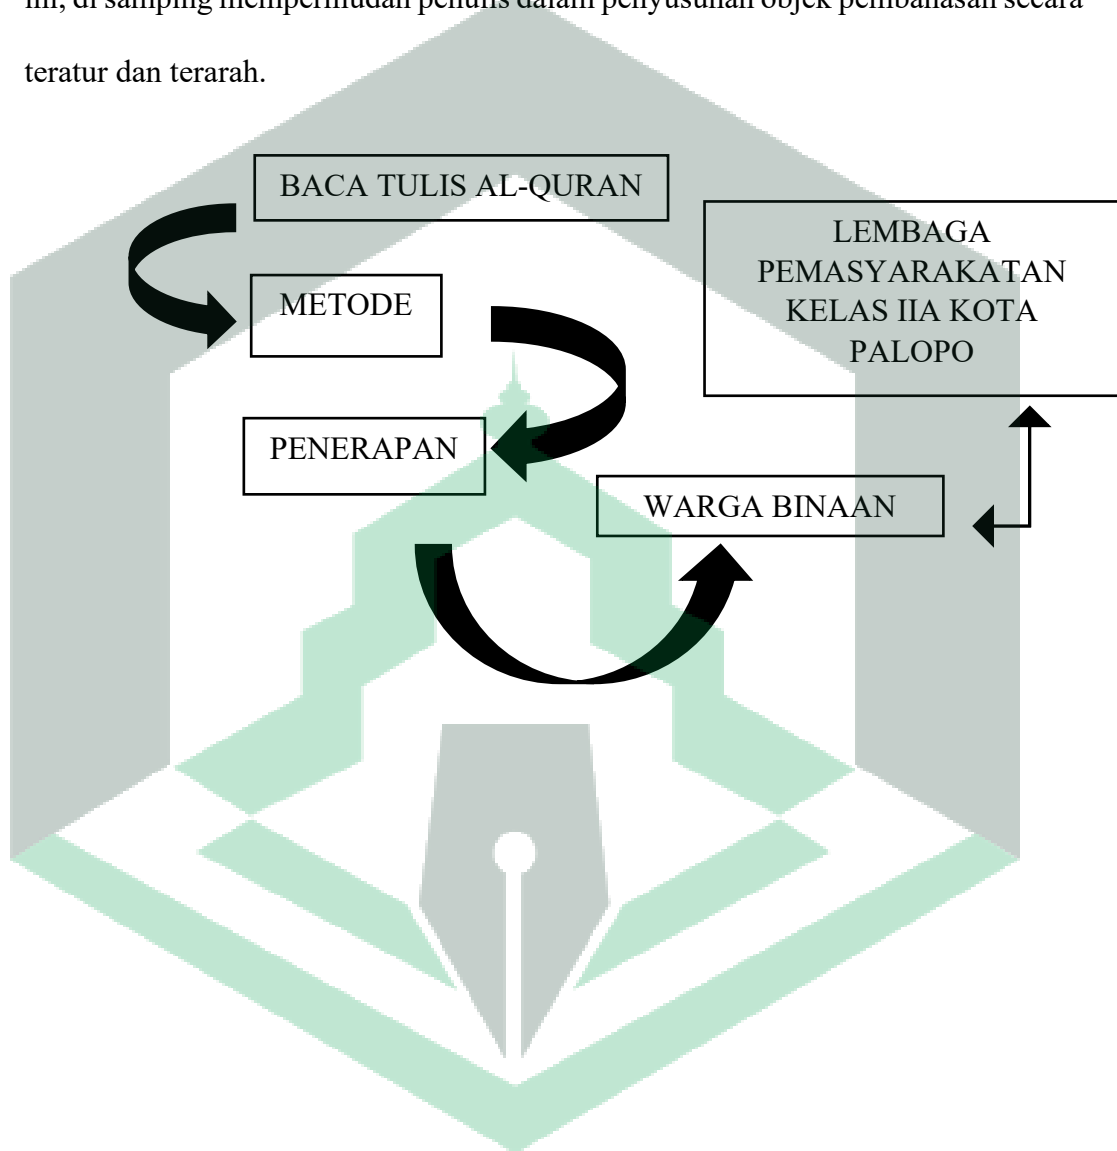 ini, di samping mempermudah penulis dalam penyusunan objek pembahasan secara
teratur dan terarah.
BACA TULIS AL-QURAN
METODE
PENERAPAN
LEMBAGA
PEMASYARAKATAN
KELAS IIA KOTA
PALOPO
WARGA BINAAN